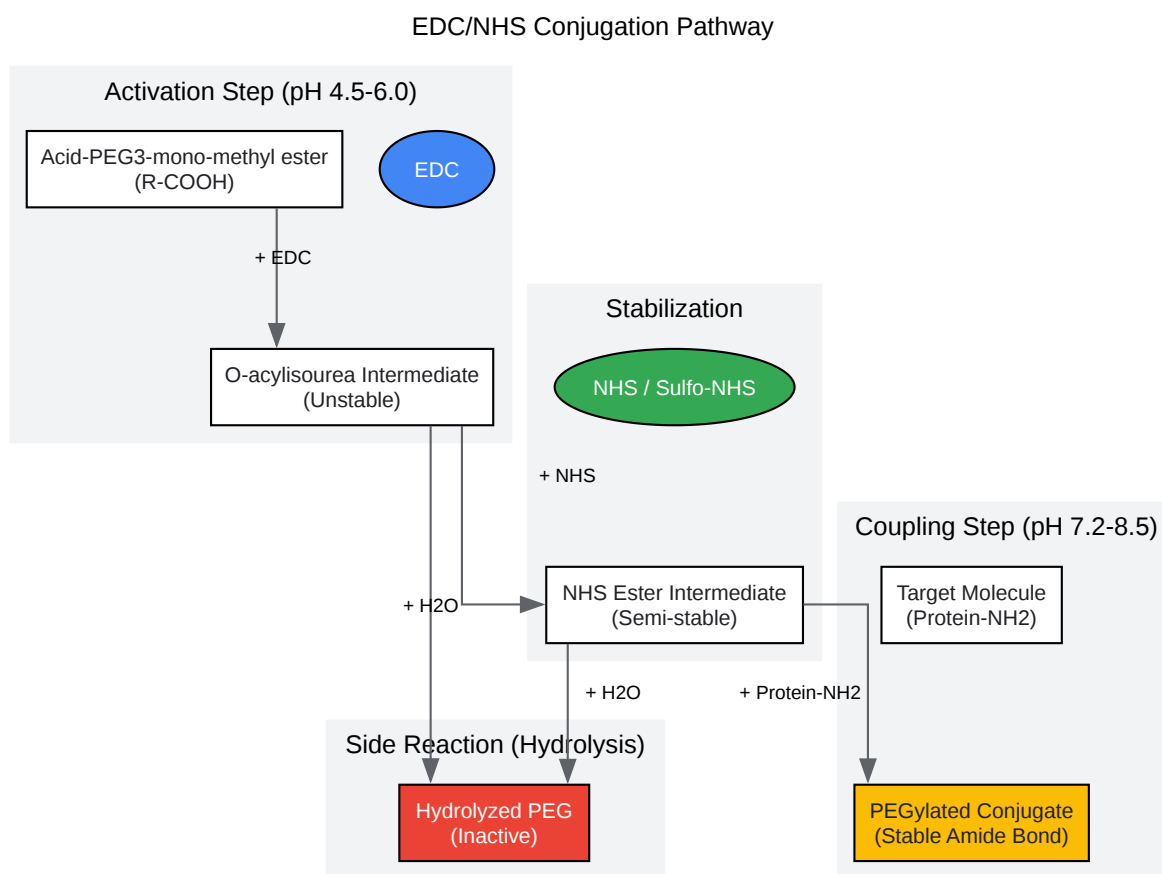 EDC/NHS Conjugation Pathway
Activation Step (pH 4.5-6.0)
Acid-PEG3-mono-methyl ester
(R-COOH)
EDC
+ EDC
O-acylisourea Intermediate
(Unstable)
Stabilization
NHS / Sulfo-NHS
+ NHS
NHS Ester Intermediate
(Semi-stable)
+ H2O
+ H2O
Coupling Step (pH 7.2-8.5)
Target Molecule
(Protein-NH2)
+ Protein-NH2
Side Reaction (Hydrolysis)
Hydrolyzed PEG
(Inactive)
PEGylated Conjugate
(Stable Amide Bond)